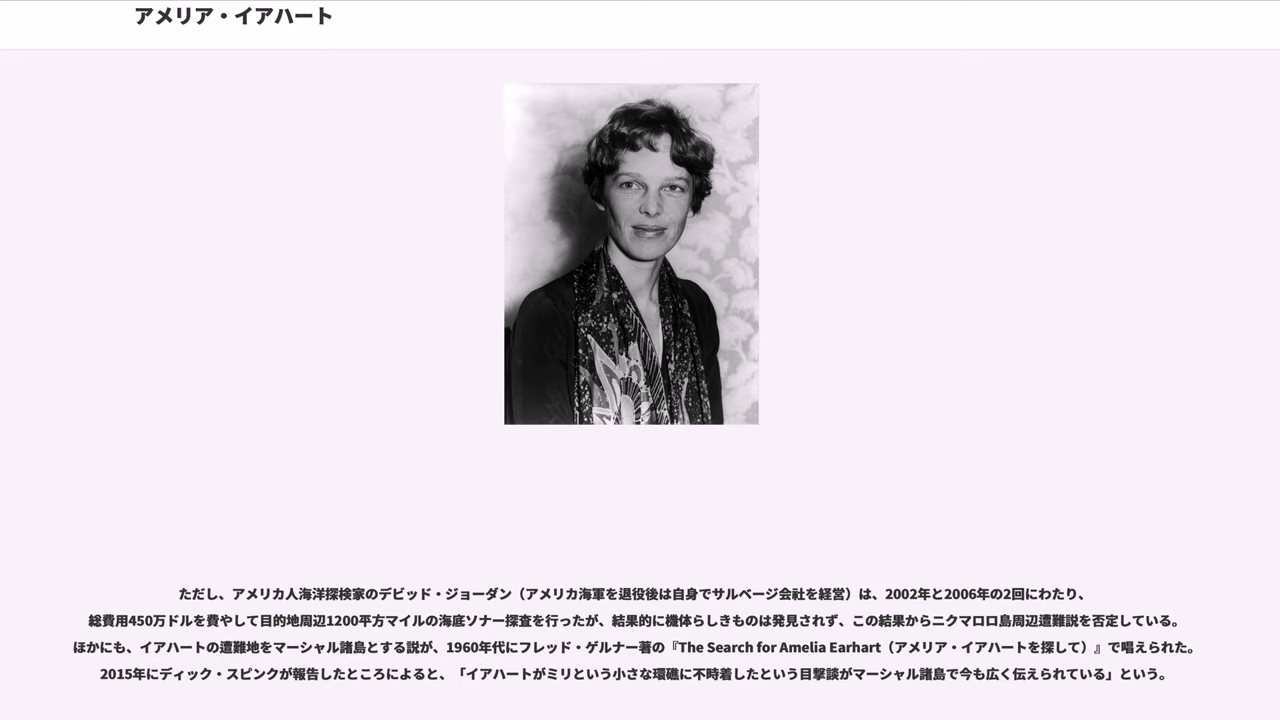 アメリア・イアハート
ただし、アメリカ人海洋探検家のデビッド・ジョーダン（アメリカ海軍を退役後は自身でサルベージ会社を経営）は、2002年と2006年の2回にわたり、
総費用450万ドルを費やして目的地周辺1200平方マイルの海底ソナー探査を行ったが、結果的に機体らしきものは発見されず、この結果からニクマロロ島周辺遭難説を否定している。
ほかにも、イアハートの遭難地をマーシャル諸島とする説が、1960年代にフレッド・ゲルナー著の『The Search for Amelia Earhart（アメリア・イアハートを探して）』で唱えられた。
2015年にディック・スピンクが報告したところによると、「イアハートがミリという小さな環礁に不時着したという目撃談がマーシャル諸島で今も広く伝えられている」という。